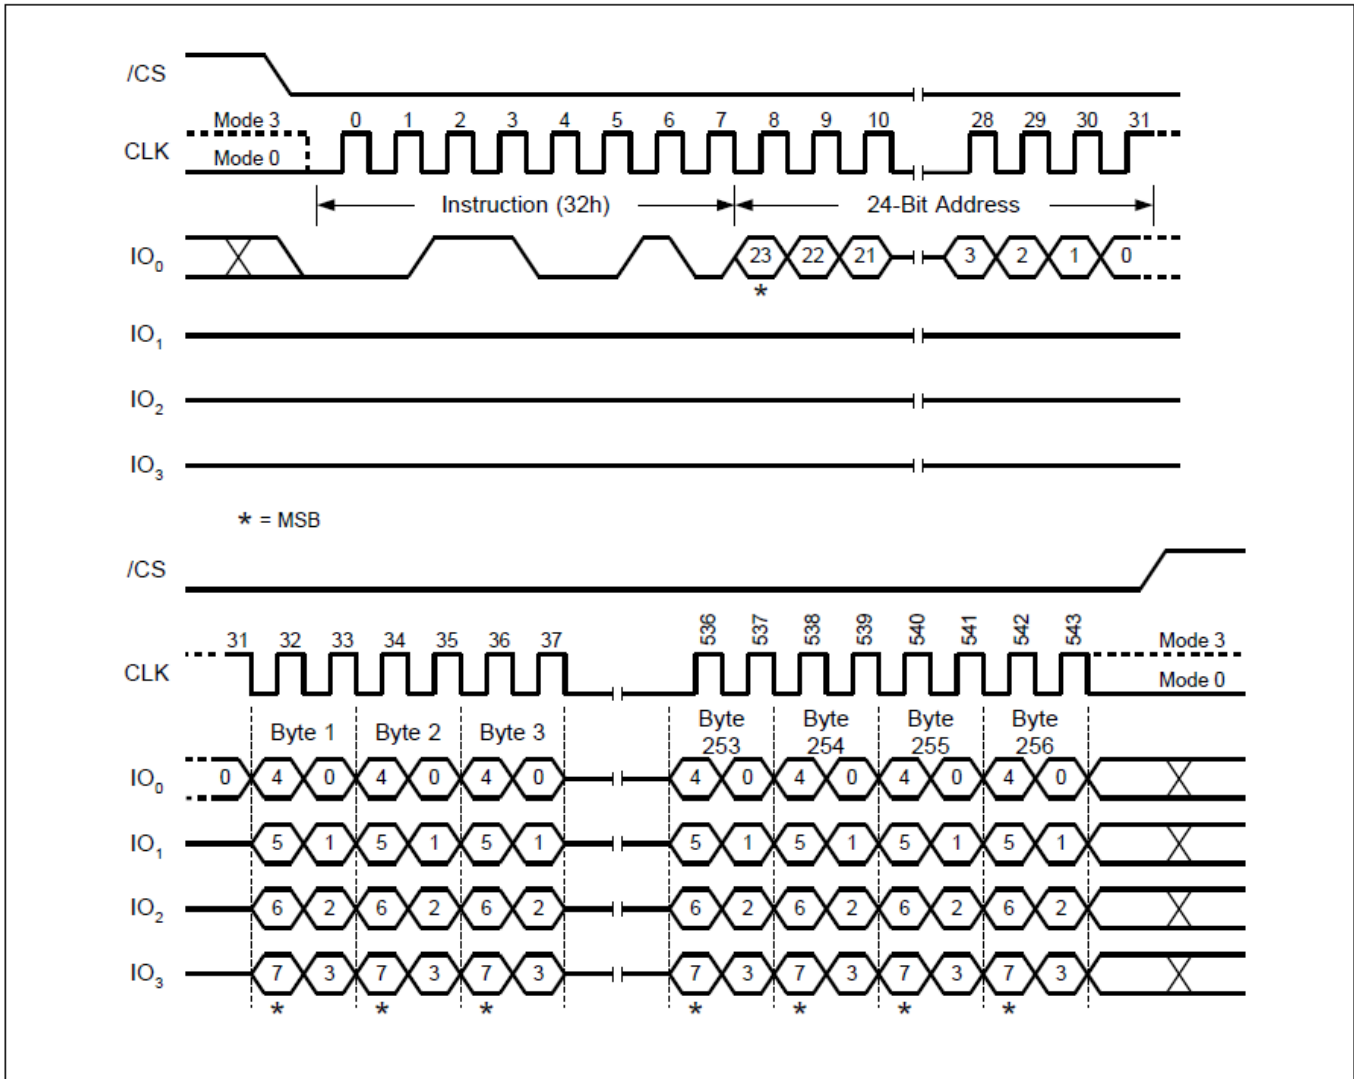 /CS
Mode 3 0 1 2 3 4 5 6 7 8 9 10 28 29 30 31
CLK
Mode 0
Instruction (32h) 24-Bit Address
IO0 23 22 21 3 2 1 0
*
IO1
IO2
IO3
* = MSB
/CS
31 32 33 34 35 36 37 536 537 538 539 540 541 542 543 Mode 3
CLK
Mode 0
Byte 1 Byte 2 Byte 3 Byte 253 Byte 254 Byte 255 Byte 256
IO0 0 4 0 4 0 4 0 4 0 4 0 4 0 4 0
IO1 5 1 5 1 5 1 5 1 5 1 5 1 5 1
IO2 6 2 6 2 6 2 6 2 6 2 6 2 6 2
IO3 7 3 7 3 7 3 7 3 7 3 7 3 7 3
* * * * * * *